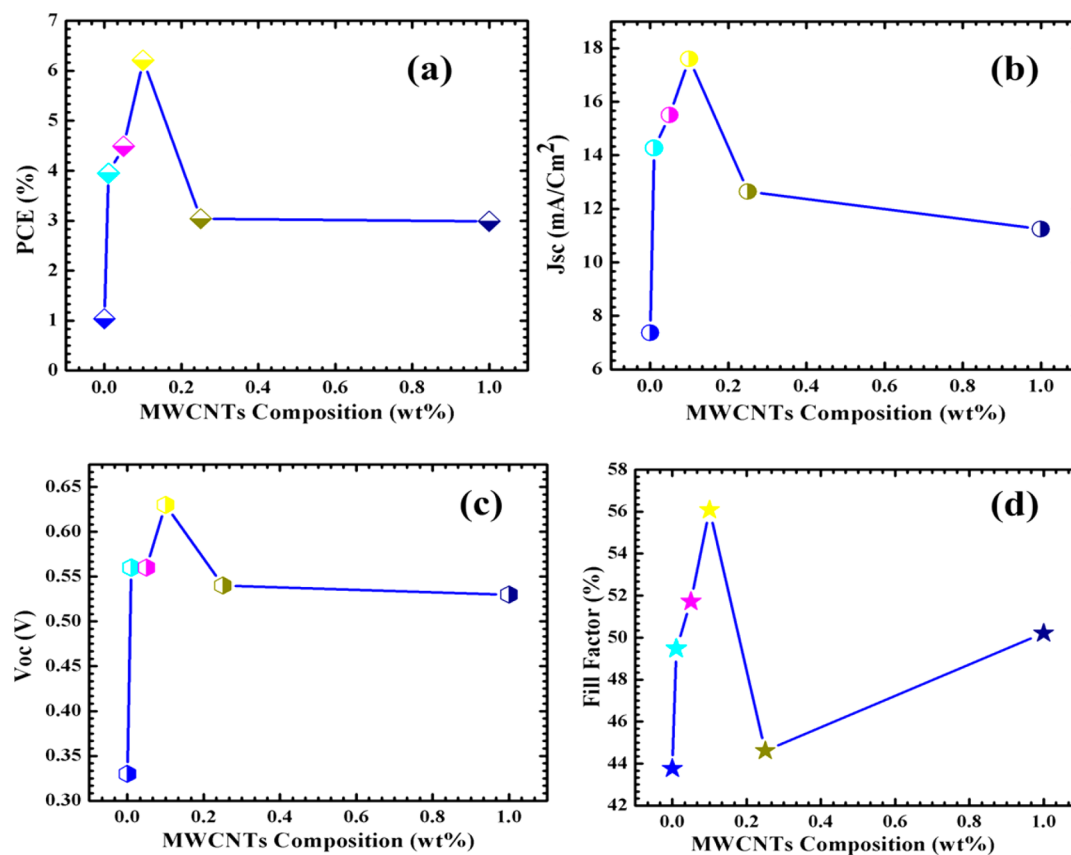 (a)
PCE (%)
7
6
5
4
3
2
1
0
0.0 0.2 0.4 0.6 0.8 1.0
MWCNTs Composition (wt%)
(b)
Jsc (mA/Cm²)
18
16
14
12
10
8
6
0.0 0.2 0.4 0.6 0.8 1.0
MWCNTs Composition (wt%)
(c)
Voc (V)
0.65
0.60
0.55
0.50
0.45
0.40
0.35
0.30
0.0 0.2 0.4 0.6 0.8 1.0
MWCNTs Composition (wt%)
(d)
Fill Factor (%)
58
56
54
52
50
48
46
44
42
0.0 0.2 0.4 0.6 0.8 1.0
MWCNTs Composition (wt%)